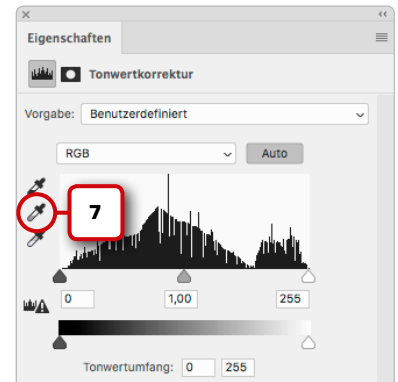 Eigenschaften
Tonwertkorrektur
Vorgabe: Benutzerdefiniert
RGB Auto
7
0 1,00 255
Tonwertumfang: 0 255